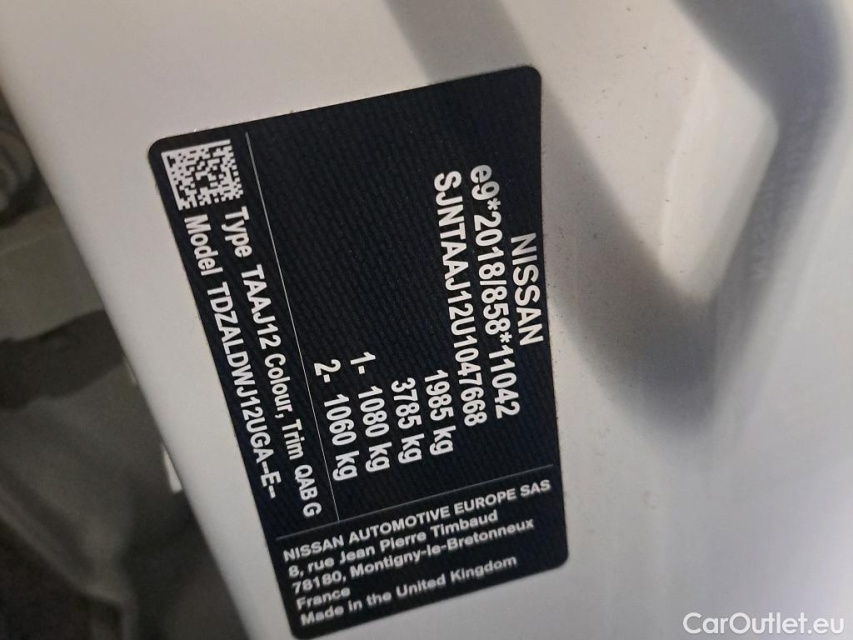 NISSAN
e9*2018/858*11042
SJNTAAJ12U1047668
1985 kg
3785 kg
1- 1080 kg
2- 1060 kg
Type TAAJ12 Colour, Trim QAB G
Model TDZALDWJ12UGA-E-
NISSAN AUTOMOTIVE EUROPE SAS
8, rue Jean Pierre Timbaud
78180, Montigny-le-Bretonneux
France
Made in the United Kingdom
CarOutlet.eu